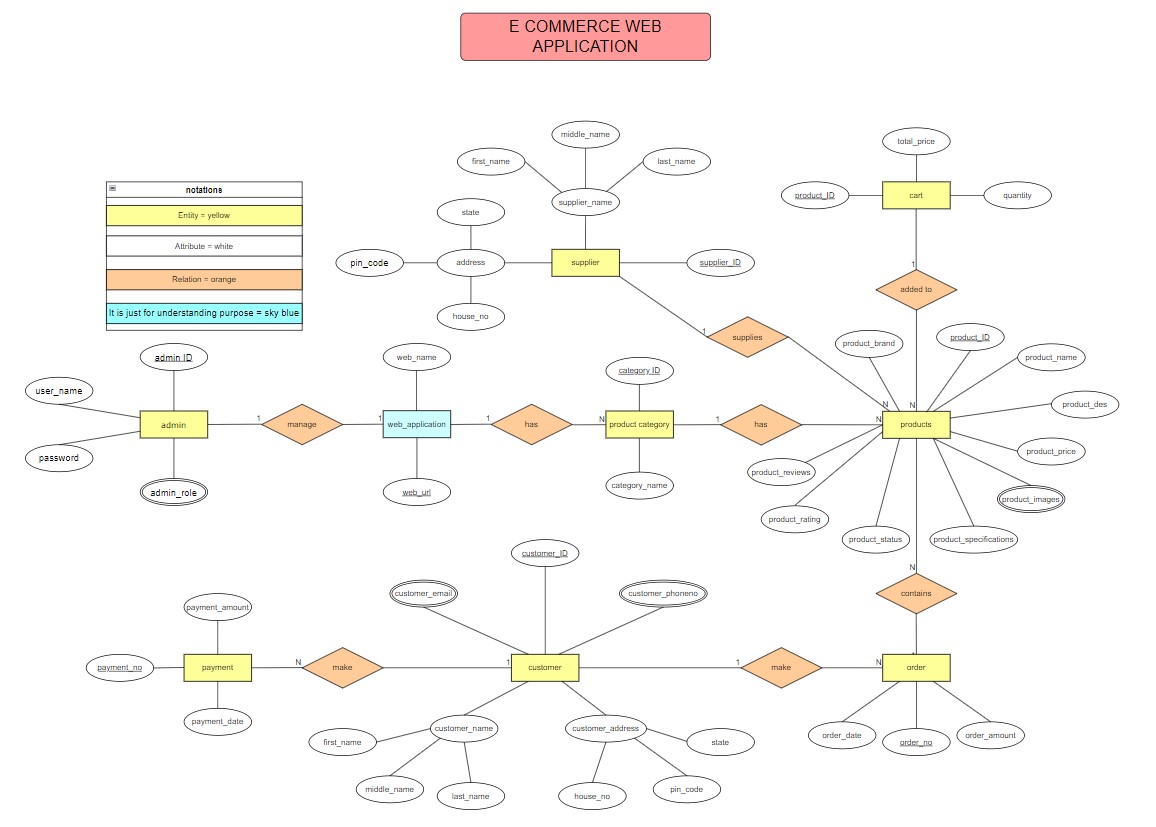 E COMMERCE WEB
APPLICATION
notations
Entity = yellow
Attribute = white
Relation = orange
It is just for understanding purpose = sky blue
middle_name
first_name
last_name
supplier_name
state
pin_code
address
supplier
supplier_ID
house_no
1
supplies
total_price
product_ID
cart
quantity
1
added to
product_brand
product_ID
product_name
product_des
N
N
admin ID
user_name
admin
password
admin_role
1
manage
1
web_name
web_application
web_url
1
has
N
category ID
product category
category_name
1
has
N
products
product_price
product_reviews
product_images
product_rating
product_status
product_specifications
N
contains
1
customer_ID
customer_email
customer_phoneno
payment_amount
payment_no
payment
payment_date
N
make
1
customer
1
make
N
order
customer_name
first_name
middle_name
last_name
customer_address
state
house_no
pin_code
order_date
order_no
order_amount